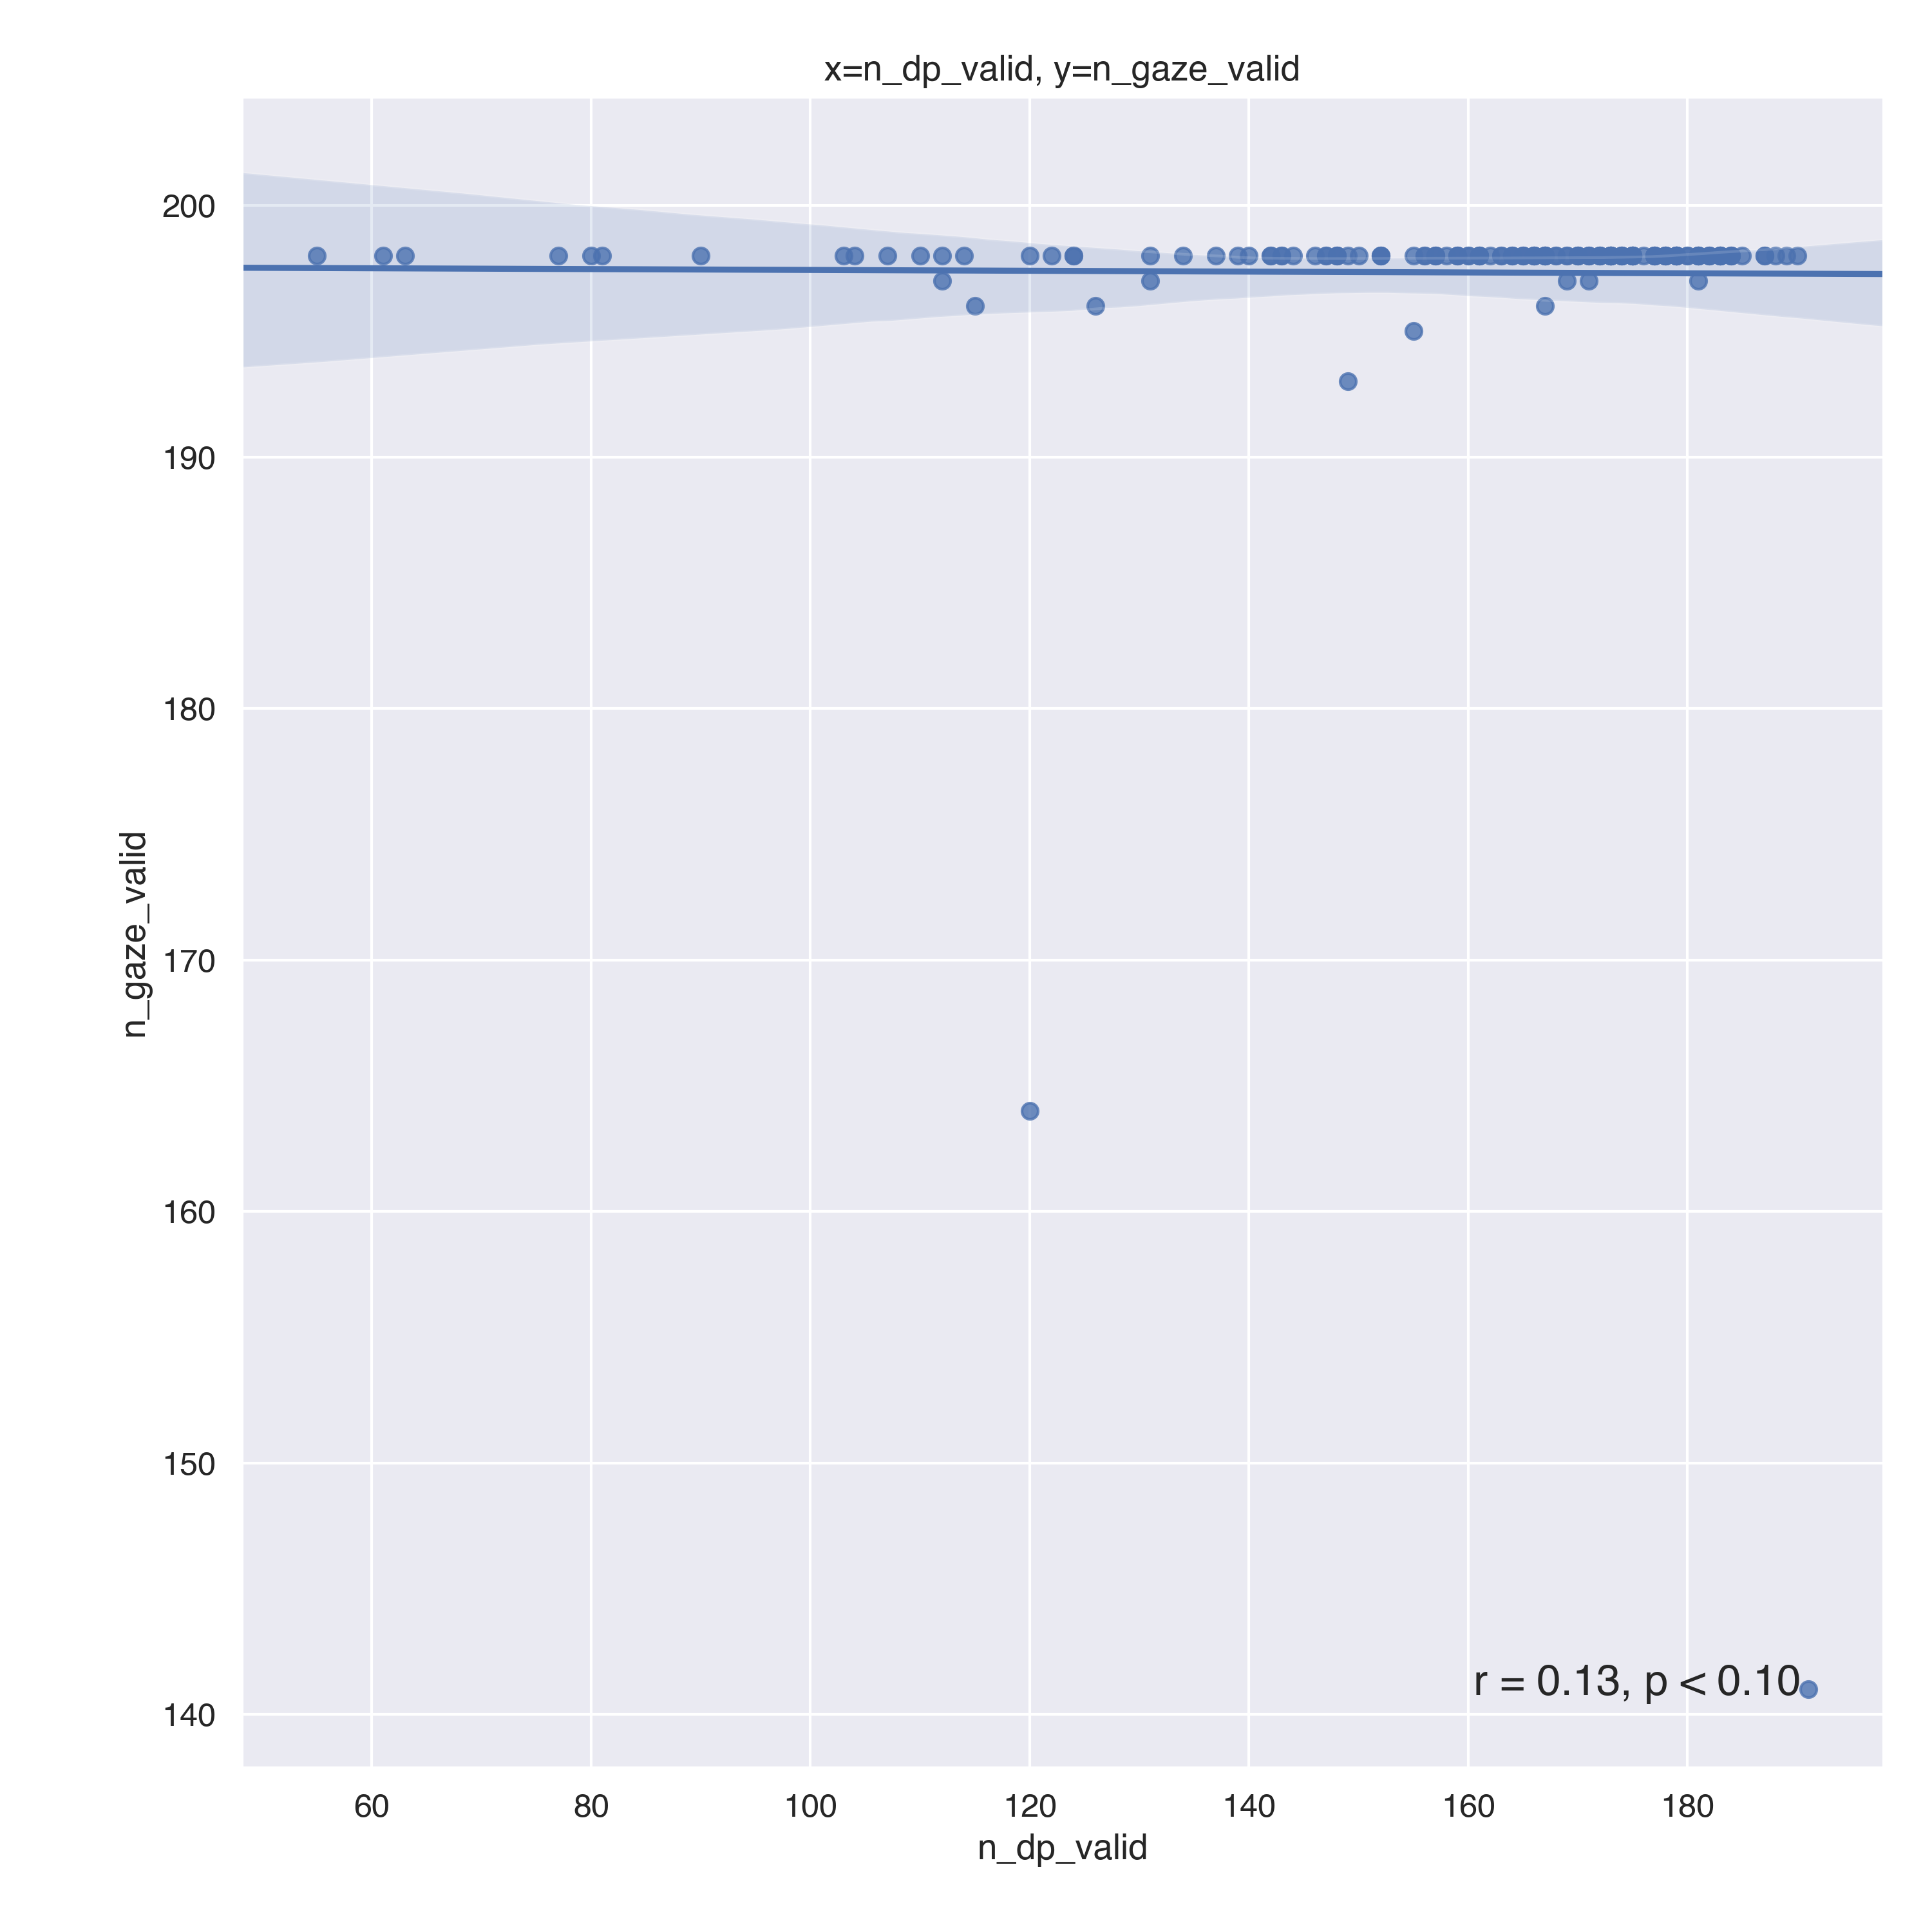 x=n_dp_valid, y=n_gaze_valid
200
190
180
170
160
150
140
n_gaze_valid
r = 0.13, p < 0.10
60 80 100 120 140 160 180
n_dp_valid